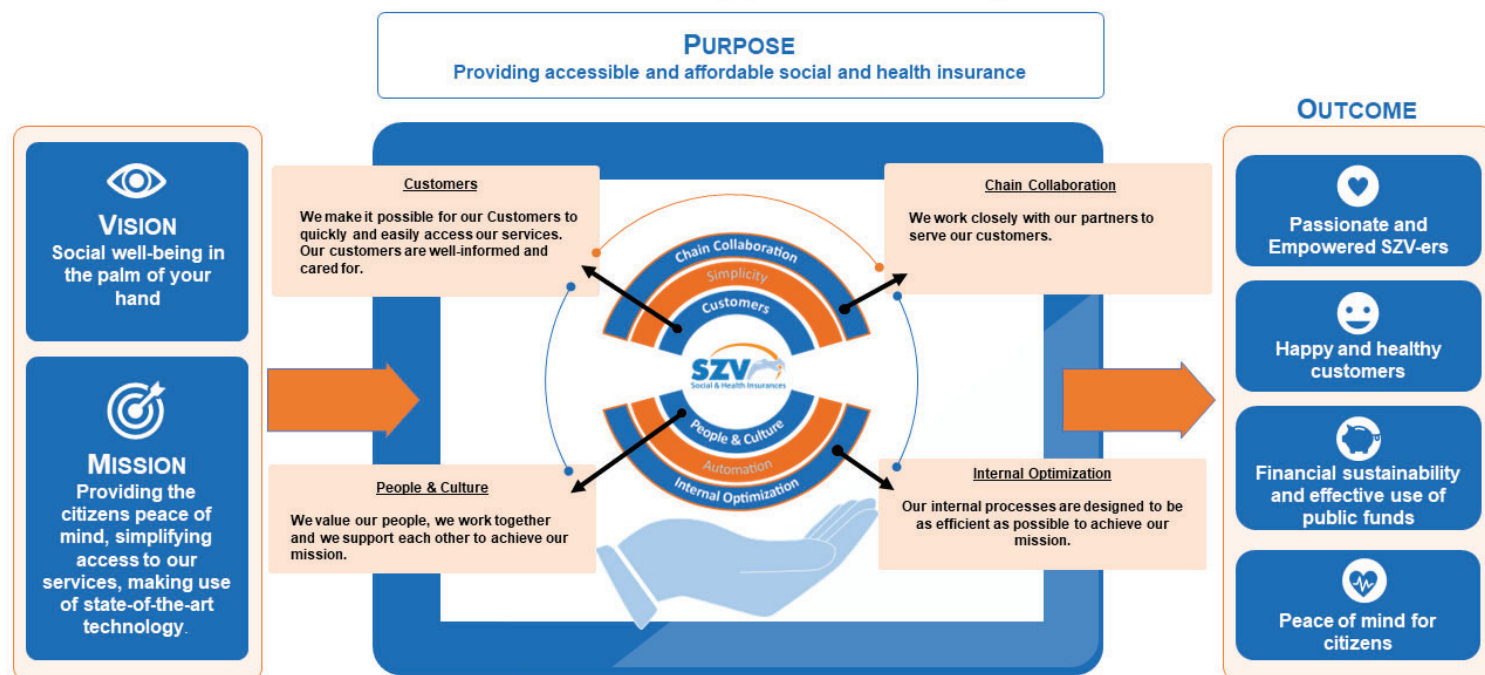 PURPOSE
Providing accessible and affordable social and health insurance
VISION
Social well-being in
the palm of your
hand
MISSION
Providing the
citizens peace of
mind, simplifying
access to our
services, making use
of state-of-the-art
technology.
Customers
We make it possible for our Customers to
quickly and easily access our services.
Our customers are well-informed and
cared for.
Chain Collaboration
We work closely with our partners to
serve our customers.
Chain Collaboration
Simplicity
Customers
SZV
Social & Health Insurances
People & Culture
Automation
Internal Optimization
People & Culture
We value our people, we work together
and we support each other to achieve our
mission.
Internal Optimization
Our internal processes are designed to be
as efficient as possible to achieve our
mission.
OUTCOME
Passionate and
Empowered SZV-ers
Happy and healthy
customers
Financial sustainability
and effective use of
public funds
Peace of mind for
citizens